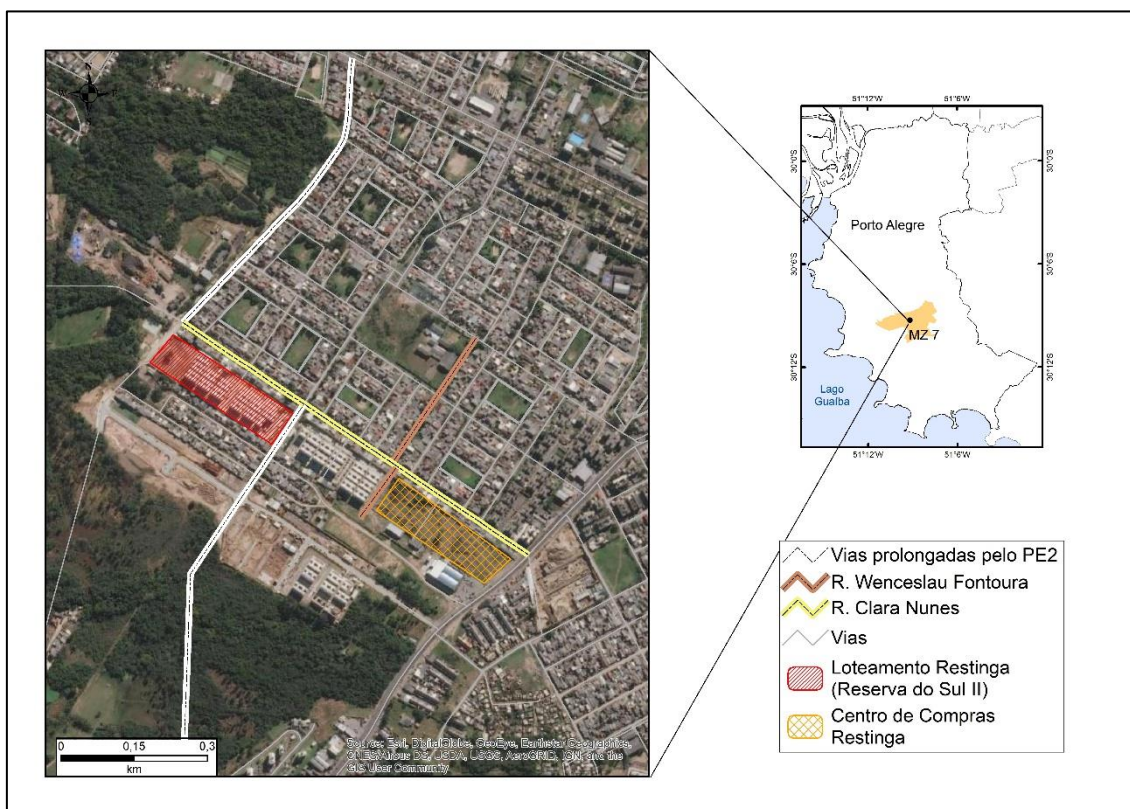 N
0 0,15 0,3
km
Source: Esri, DigitalGlobe, GeoEye, Earthstar Geographics,
CNES/Airbus DS, USDA, USGS, AeroGRID, IGN, and the
GIS User Community
51°12'W 51°6'W
30°0'S 30°0'S
Porto Alegre
30°6'S 30°6'S
MZ 7
30°12'S 30°12'S
Lago
Guaíba
51°12'W 51°6'W
Vias prolongadas pelo PE2
R. Wenceslau Fontoura
R. Clara Nunes
Vias
Loteamento Restinga
(Reserva do Sul II)
Centro de Compras
Restinga